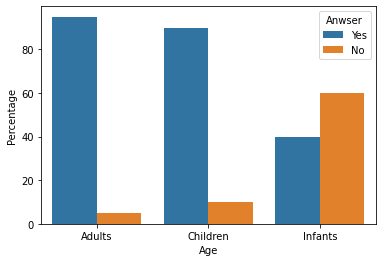 Anwser
Yes
No
80
60
40
20
0
Percentage
Adults Children Infants
Age